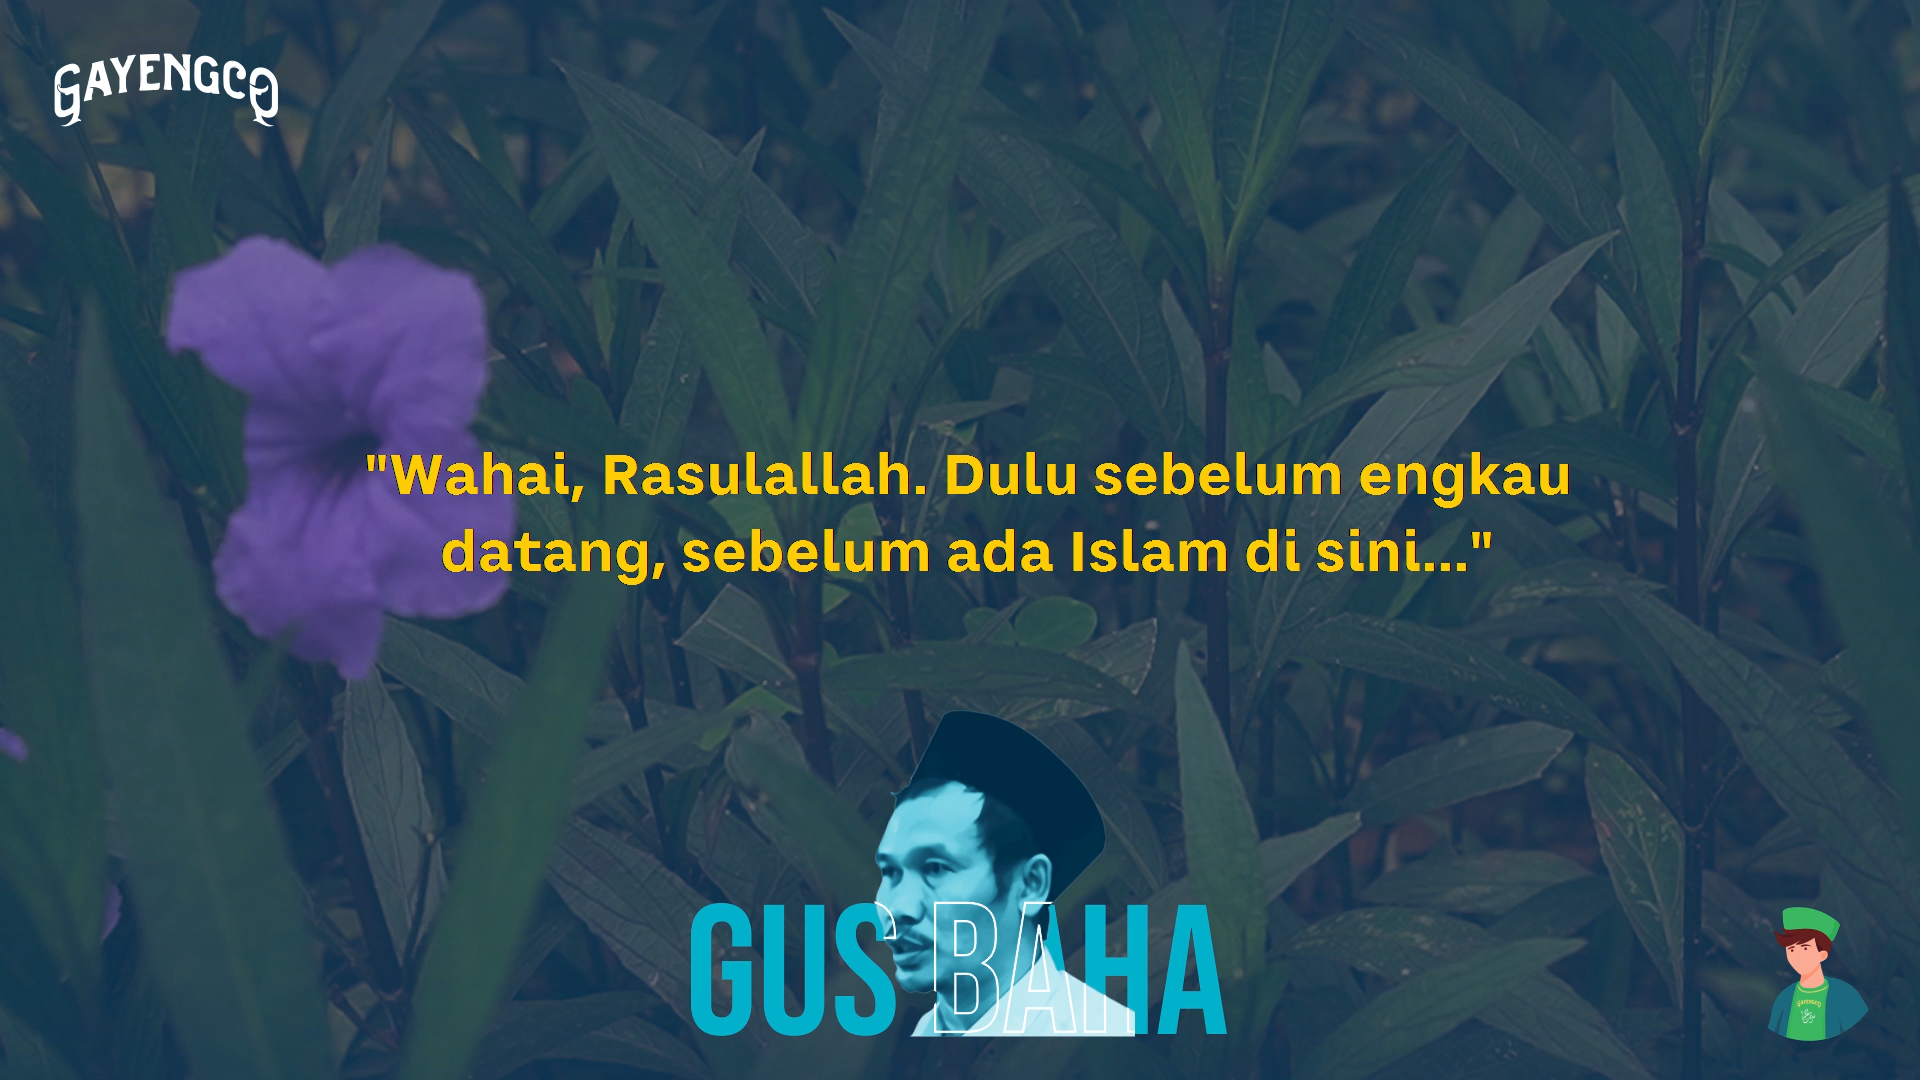 GAYENGCO
"Wahai, Rasulallah. Dulu sebelum engkau
datang, sebelum ada Islam di sini..."
GUS BAHA